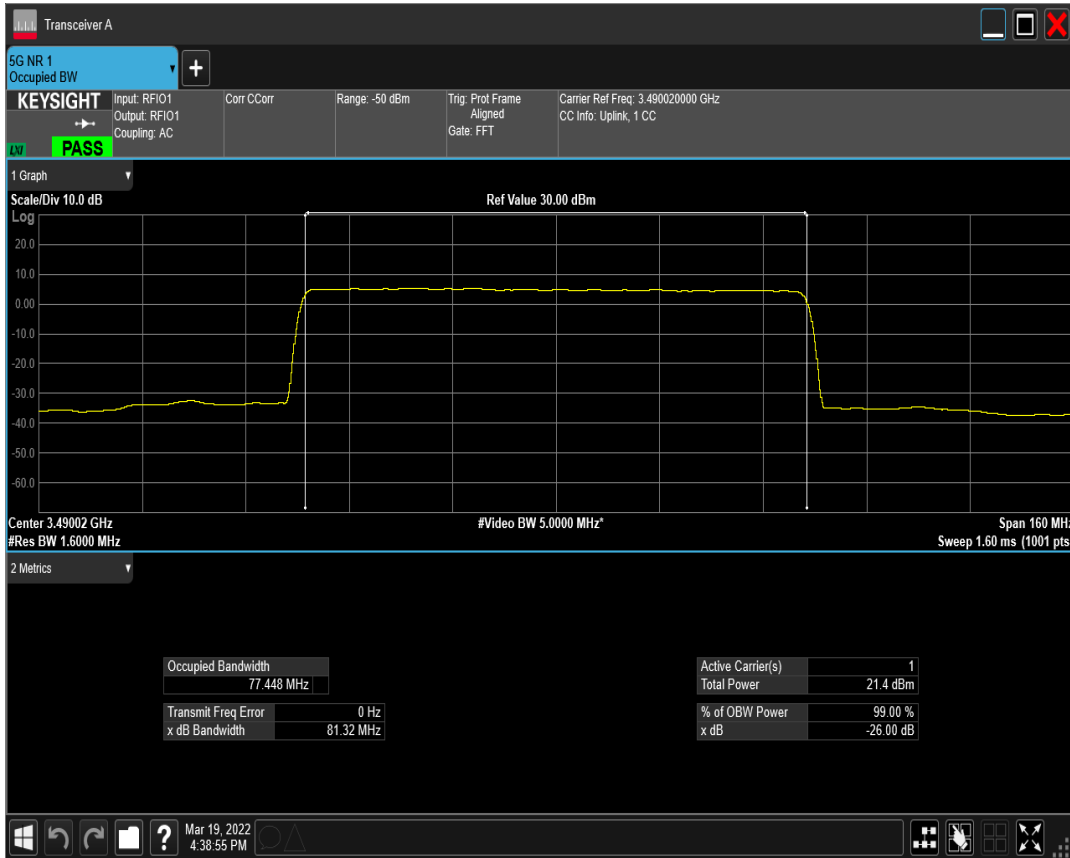 Transceiver A
5G NR 1
Occupied BW
+
KEYSIGHT
Input: RFIO1
Output: RFIO1
Coupling: AC
Corr CCorr
Range: -50 dBm
Trig: Prot Frame
Aligned
Gate: FFT
Carrier Ref Freq: 3.490020000 GHz
CC Info: Uplink, 1 CC
LXI
PASS
1 Graph
Scale/Div 10.0 dB
Ref Value 30.00 dBm
Log
20.0
10.0
0.00
-10.0
-20.0
-30.0
-40.0
-50.0
-60.0
Center 3.49002 GHz
#Video BW 5.0000 MHz*
Span 160 MHz
#Res BW 1.6000 MHz
Sweep 1.60 ms (1001 pts
2 Metrics
Occupied Bandwidth
77.448 MHz
Transmit Freq Error 0 Hz
x dB Bandwidth 81.32 MHz
Active Carrier(s) 1
Total Power 21.4 dBm
% of OBW Power 99.00 %
x dB -26.00 dB
?
Mar 19, 2022
4:38:55 PM